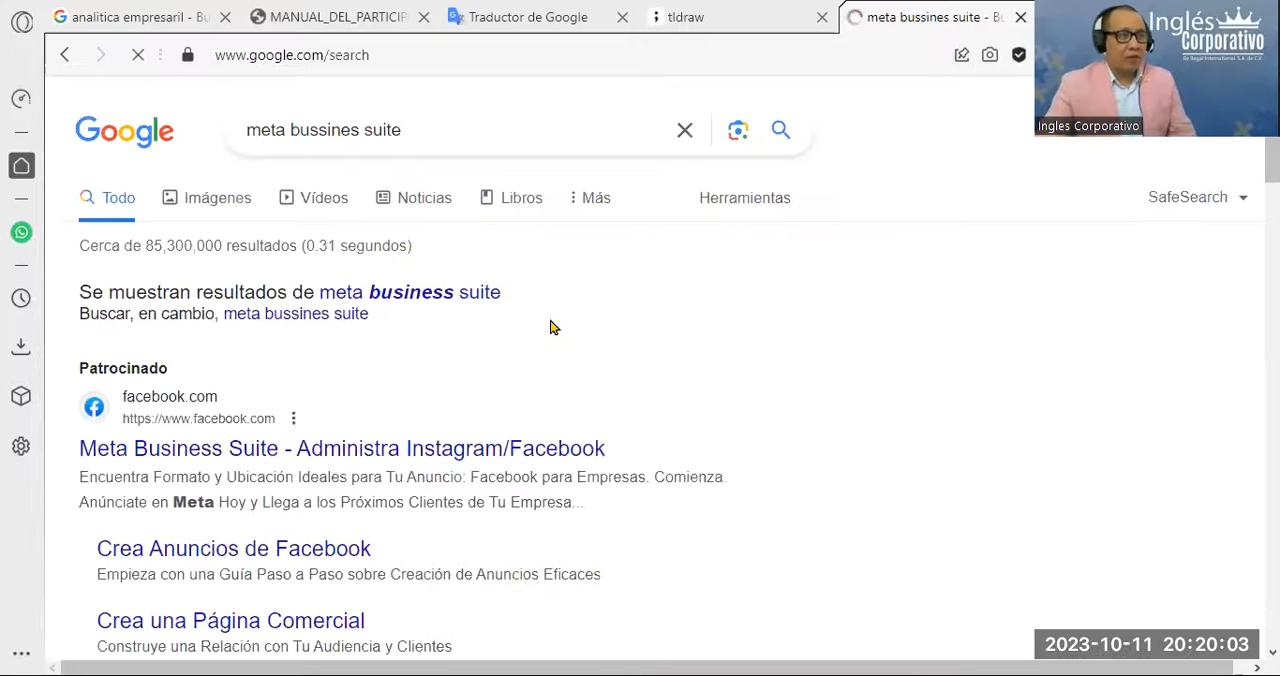 analitica empresaril - Bu
MANUAL_DEL_PARTICIP
Traductor de Google
tldraw
meta bussines suite - Bu
www.google.com/search
Inglés
Corporativo
By Regal International S.A. de C.V.
Ingles Corporativo
Google
meta bussines suite
Todo
Imágenes
Vídeos
Noticias
Libros
Más
Herramientas
SafeSearch
Cerca de 85,300,000 resultados (0.31 segundos)
Se muestran resultados de meta business suite
Buscar, en cambio, meta bussines suite
Patrocinado
facebook.com
https://www.facebook.com
Meta Business Suite - Administra Instagram/Facebook
Encuentra Formato y Ubicación Ideales para Tu Anuncio: Facebook para Empresas. Comienza.
Anúnciate en Meta Hoy y Llega a los Próximos Clientes de Tu Empresa...
Crea Anuncios de Facebook
Empieza con una Guía Paso a Paso sobre Creación de Anuncios Eficaces
Crea una Página Comercial
Construye una Relación con Tu Audiencia y Clientes
2023-10-11 20:20:03